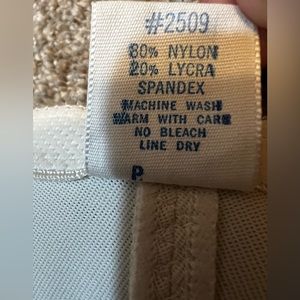 #2509
80% NYLON
20% LYCRA
SPANDEX
MACHINE WASH
WARM WITH CARE
NO BLEACH
LINE DRY
P